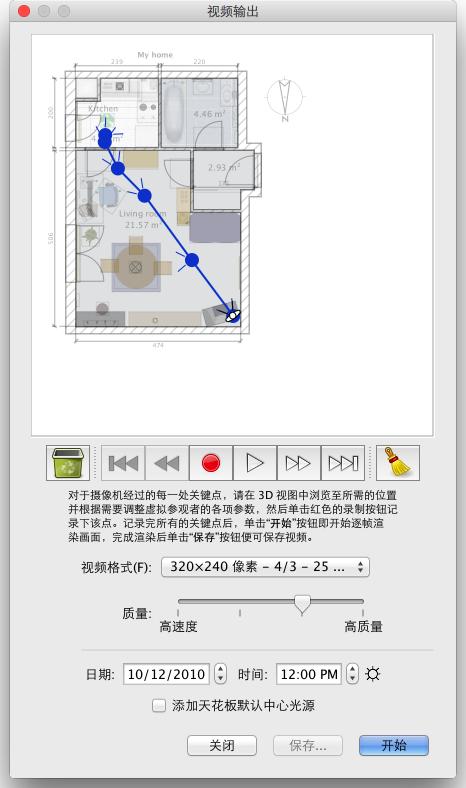 视频输出
My home
239 220
200
Kitchen
4.46 m²
2.93 m²
Living room
21.57 m²
506
474
N
对于摄像机经过的每一处关键点，请在 3D 视图中浏览至所需的位置
并根据需要调整虚拟参观者的各项参数，然后单击红色的录制按钮记
录下该点。记录完所有的关键点后，单击“开始”按钮即开始逐帧渲
染画面，完成渲染后单击“保存”按钮便可保存视频。
视频格式(F): 320×240 像素 – 4/3 – 25 ...
质量:
高速度 高质量
日期: 10/12/2010 时间: 12:00 PM
添加天花板默认中心光源
关闭 保存... 开始